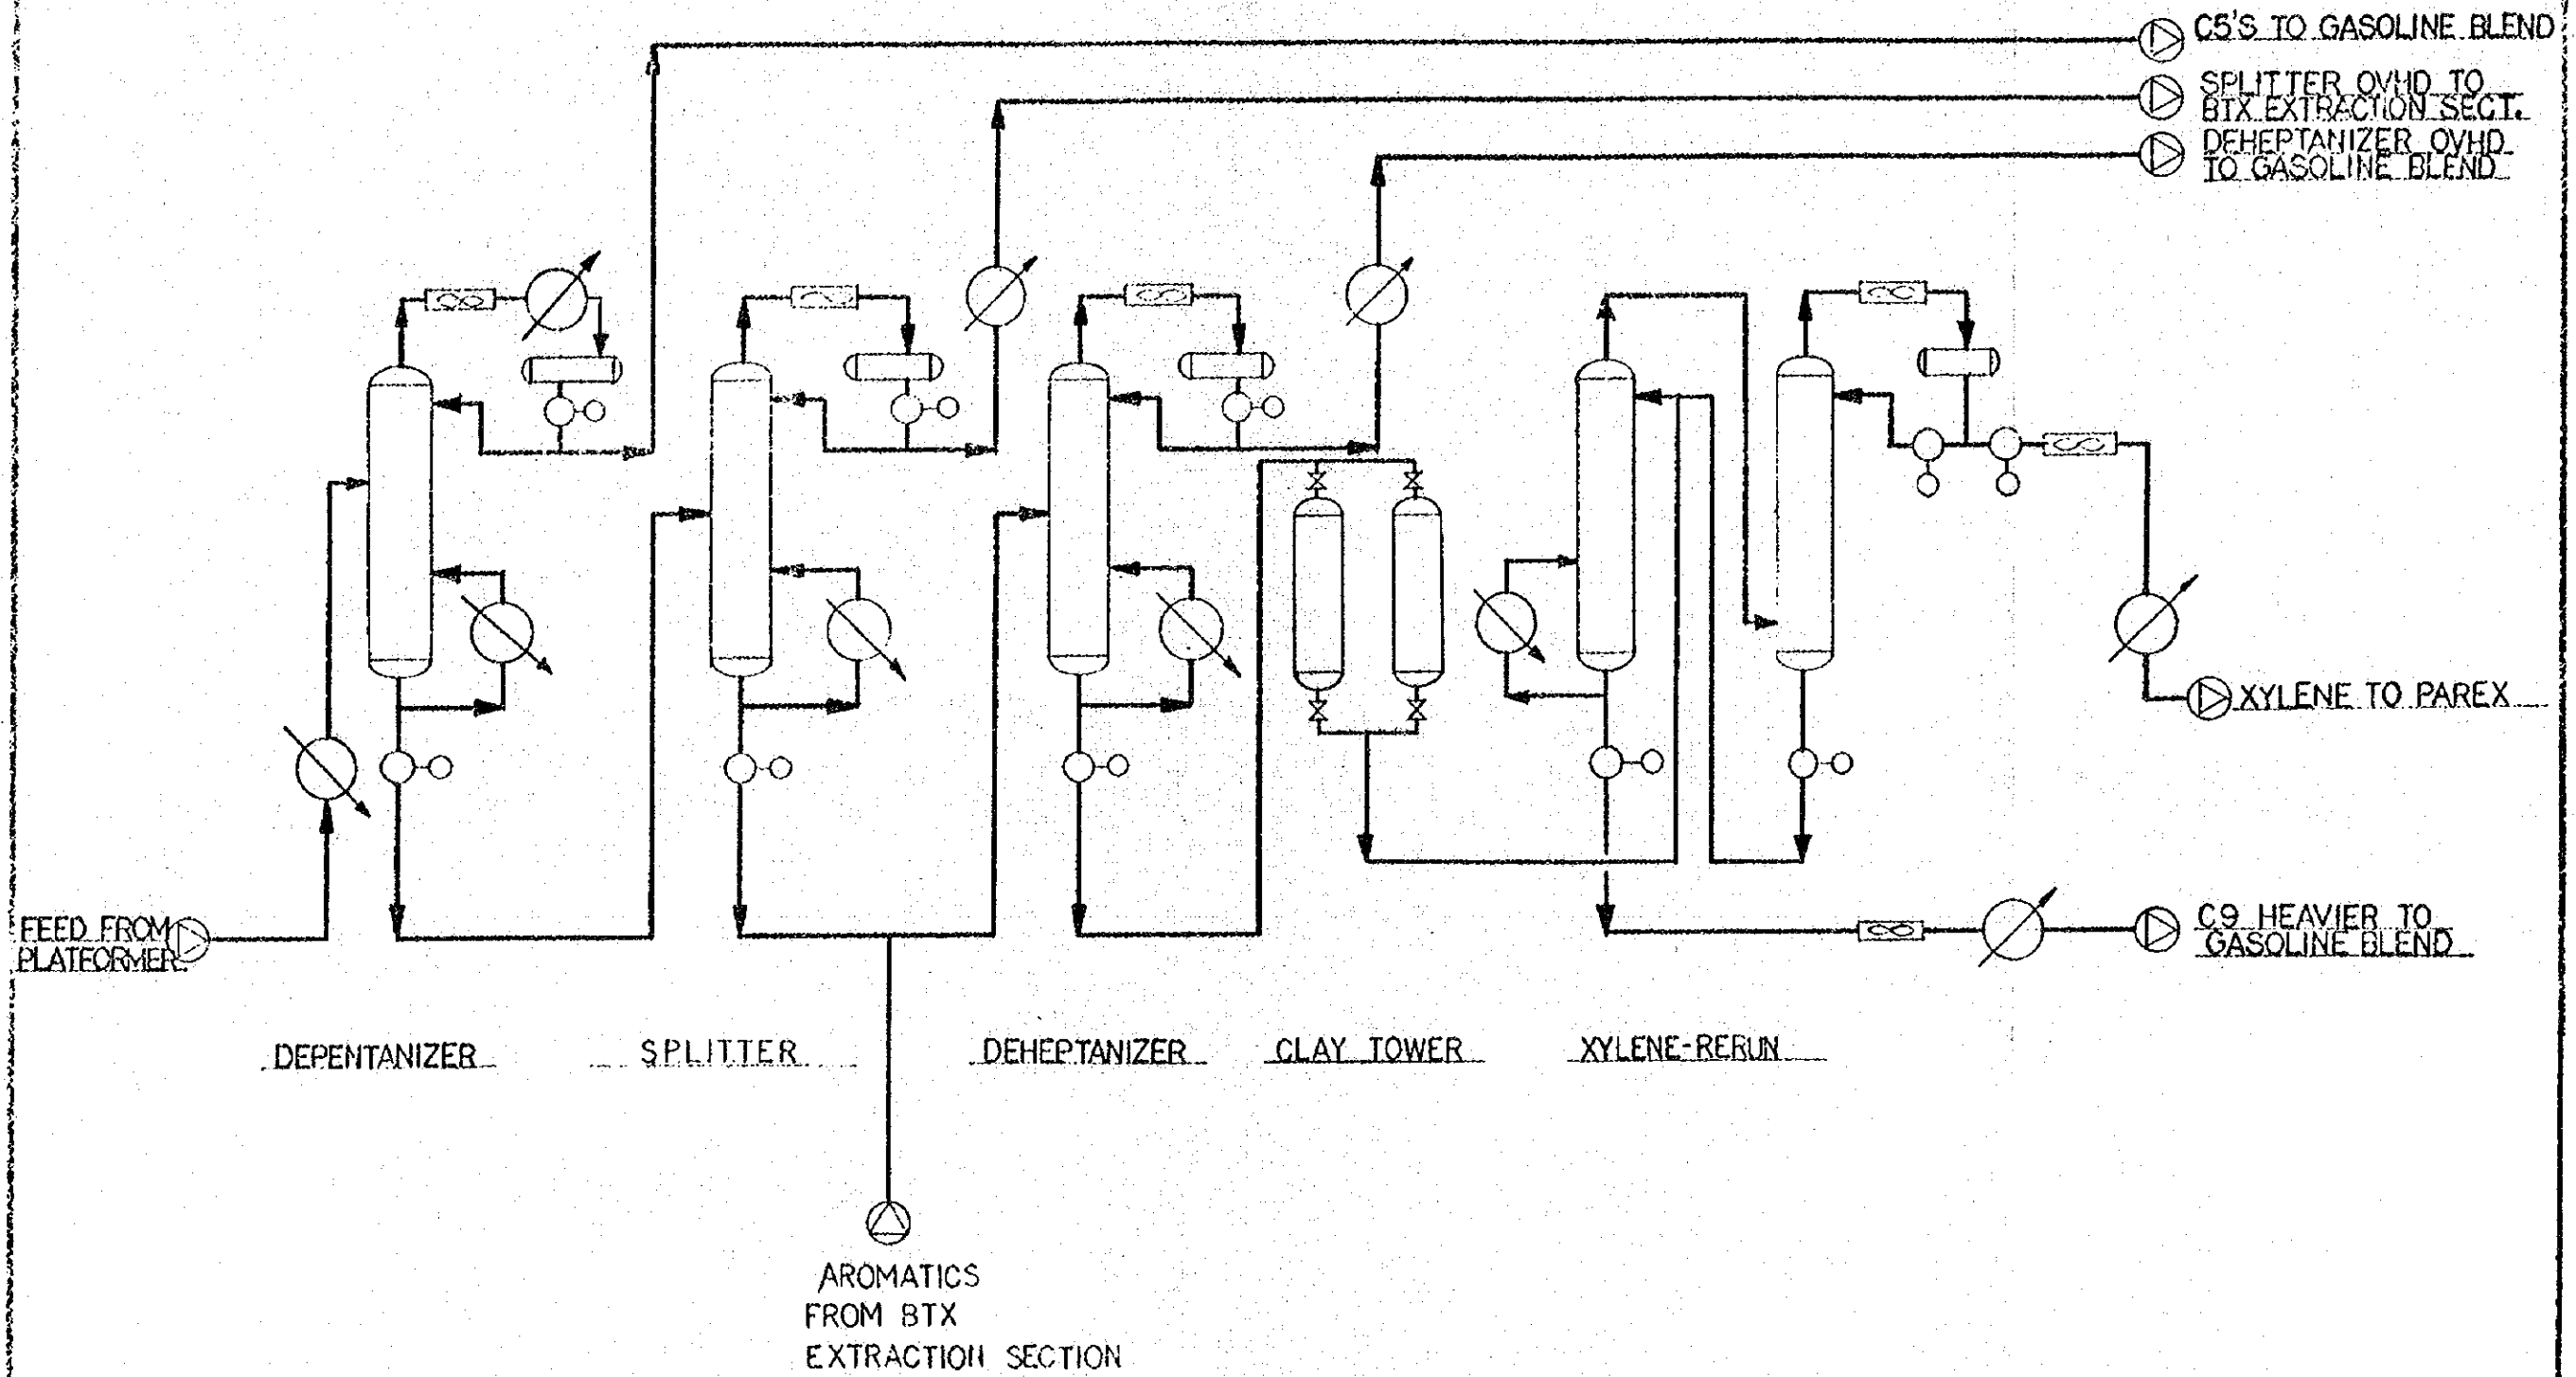 C5'S TO GASOLINE BLEND
SPLITTER OVHD TO
BTX EXTRACTION SECT.
DEHEPTANIZER OVHD
TO GASOLINE BLEND
XYLENE TO PAREX
FEED FROM
PLATFORMER.
C9 HEAVIER TO
GASOLINE BLEND
DEPENTANIZER
SPLITTER
DEHEPTANIZER
CLAY TOWER
XYLENE-RERUN
AROMATICS
FROM BTX
EXTRACTION SECTION